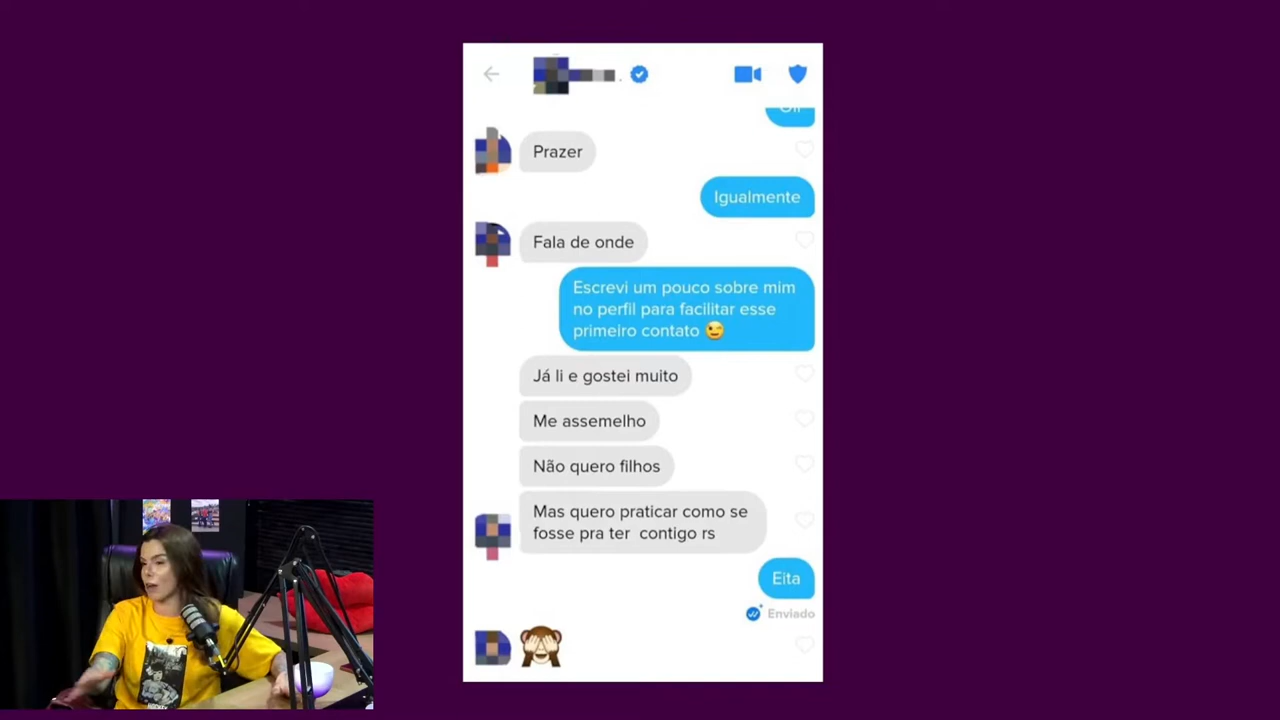 Prazer
Igualmente
Fala de onde
Escrevi um pouco sobre mim
no perfil para facilitar esse
primeiro contato 😉
Já li e gostei muito
Me assemelho
Não quero filhos
Mas quero praticar como se
fosse pra ter contigo rs
Eita
Enviado
🙈